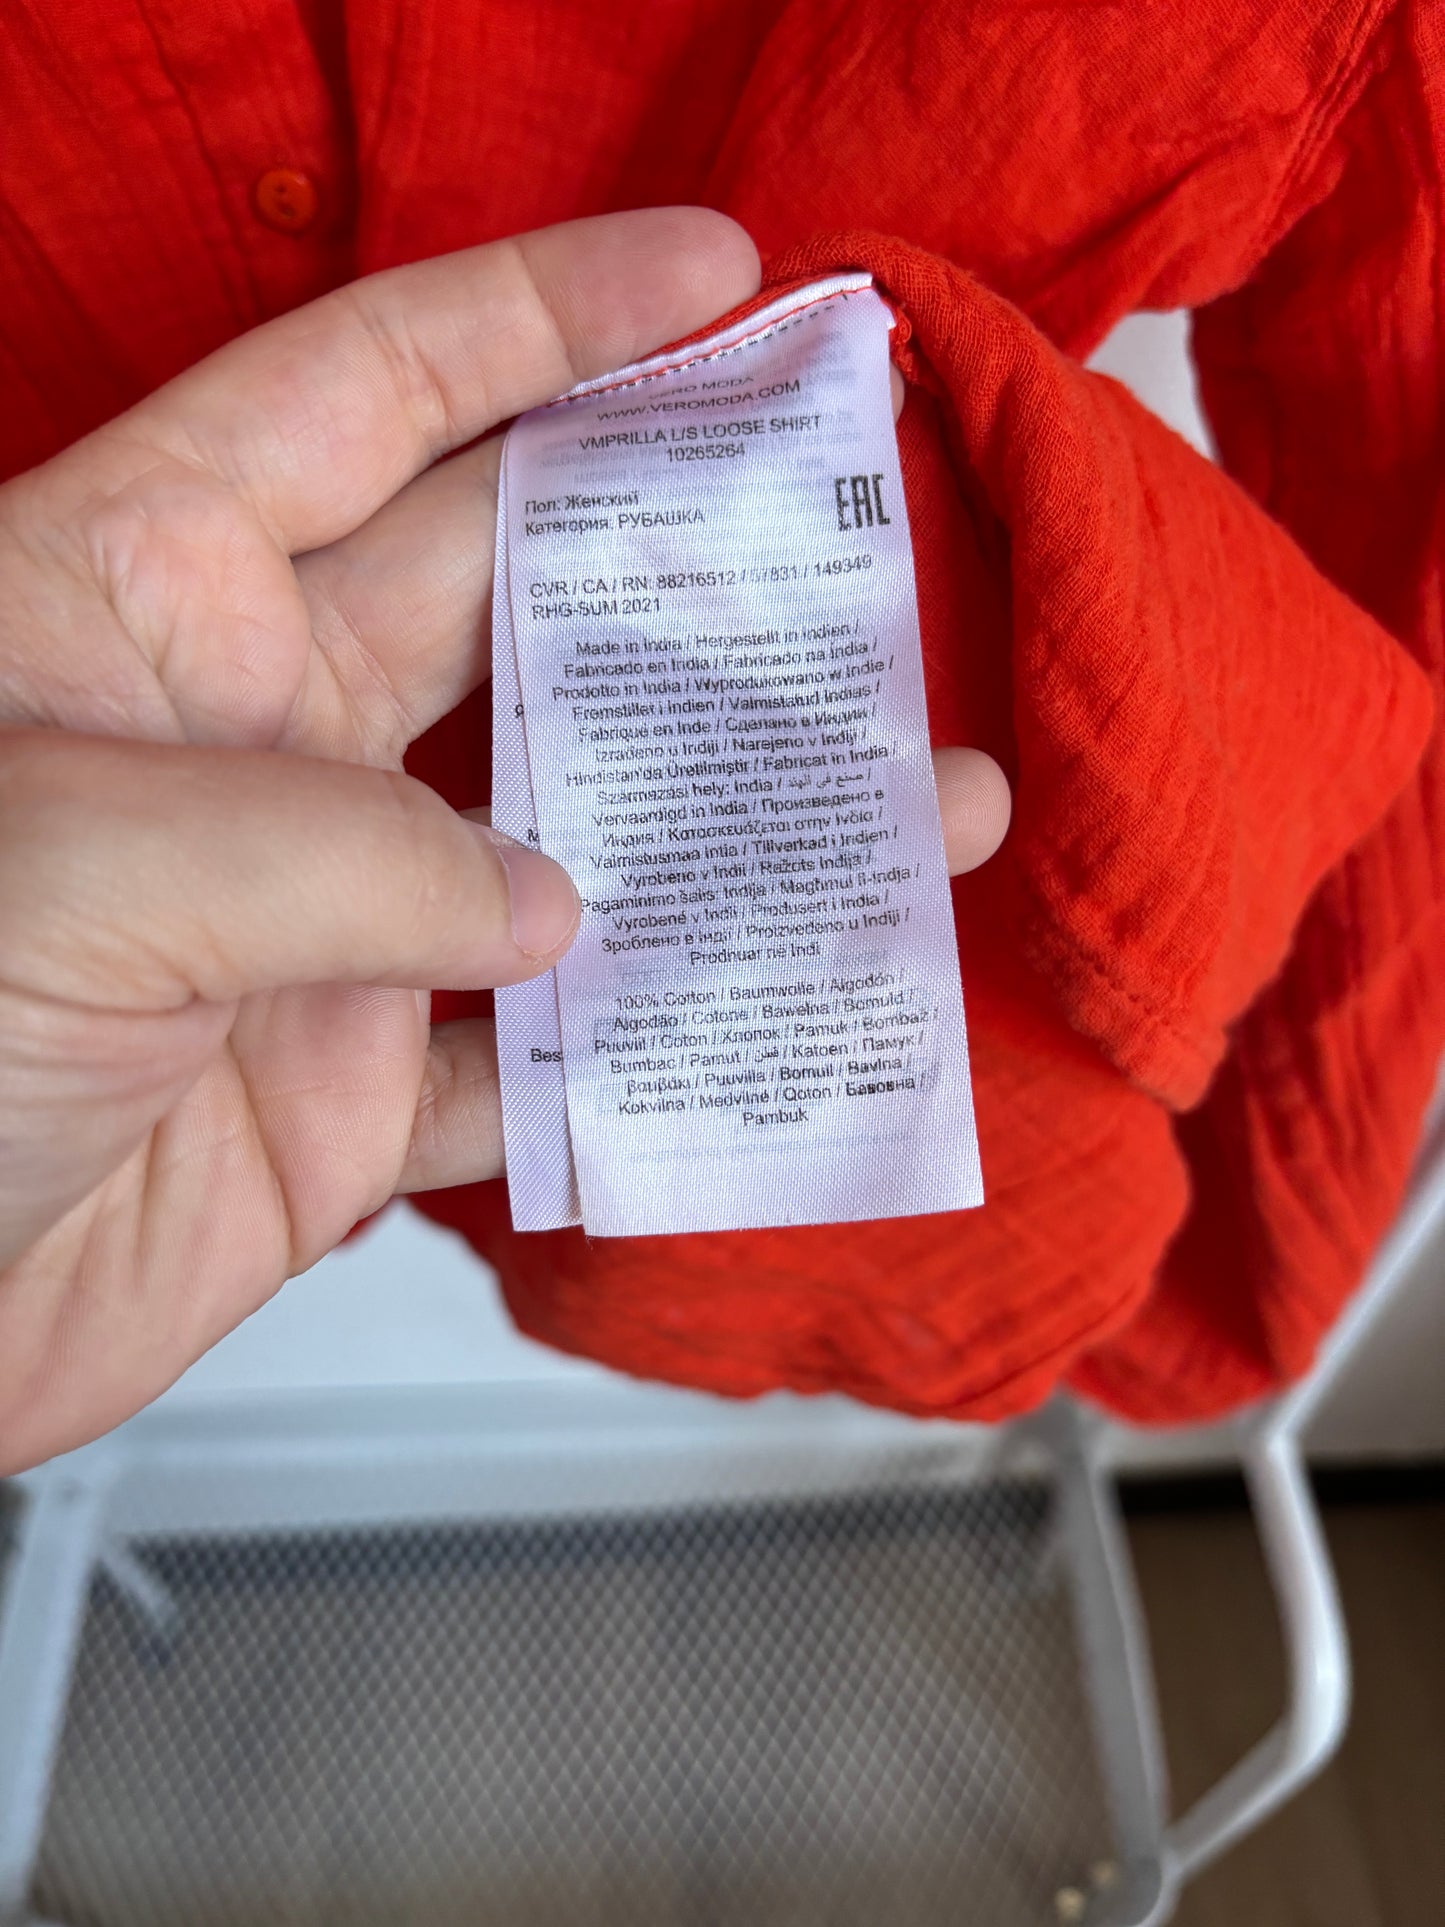 VERO MODA
WWW.VEROMODA.COM
VMPRILLA L/S LOOSE SHIRT
10265264
Пол: Женский
Категория: РУБАШКА
EAC
CVR / CA / RN: 88216512 / 57831 / 149349
RHG-SUM 2021
Made in India / Hergestellt in Indien /
Fabricado en India / Fabricado na India /
Prodotto in India / Wyprodukowano w Indie /
Fremstillet i Indien / Valmistatud Indias /
Fabriqué en Inde / Сделано в Индии /
Izrađeno u Indiji / Narejeno v Indiji /
Hindistan'da Üretilmiştir / Fabricat in India /
Származási hely: India / صنع في الهند /
Vervaardigd in India / Произведено в
Индия / Κατασκευάζεται στην Ινδία /
Valmistusmaa Intia / Tillverkad i Indien /
Vyrobeno v Indii / Ražots Indijā /
Pagaminimo šalis: Indija / Magħmul fl-Indja /
Vyrobené v Indii / Produsert i India /
Зроблено в Індії / Proizvedeno u Indiji /
Prodhuar në Indi
100% Cotton / Baumwolle / Algodón /
Algodão / Cotone / Bawełna / Bomuld /
Puuvill / Coton / Хлопок / Pamuk / Bombaž /
Bumbac / Pamut / قطن / Katoen / Памук /
βαμβάκι / Puuvilla / Bomull / Bavlna /
Kokvilna / Medvilnė / Qoton / Бавовна /
Pambuk
Bes